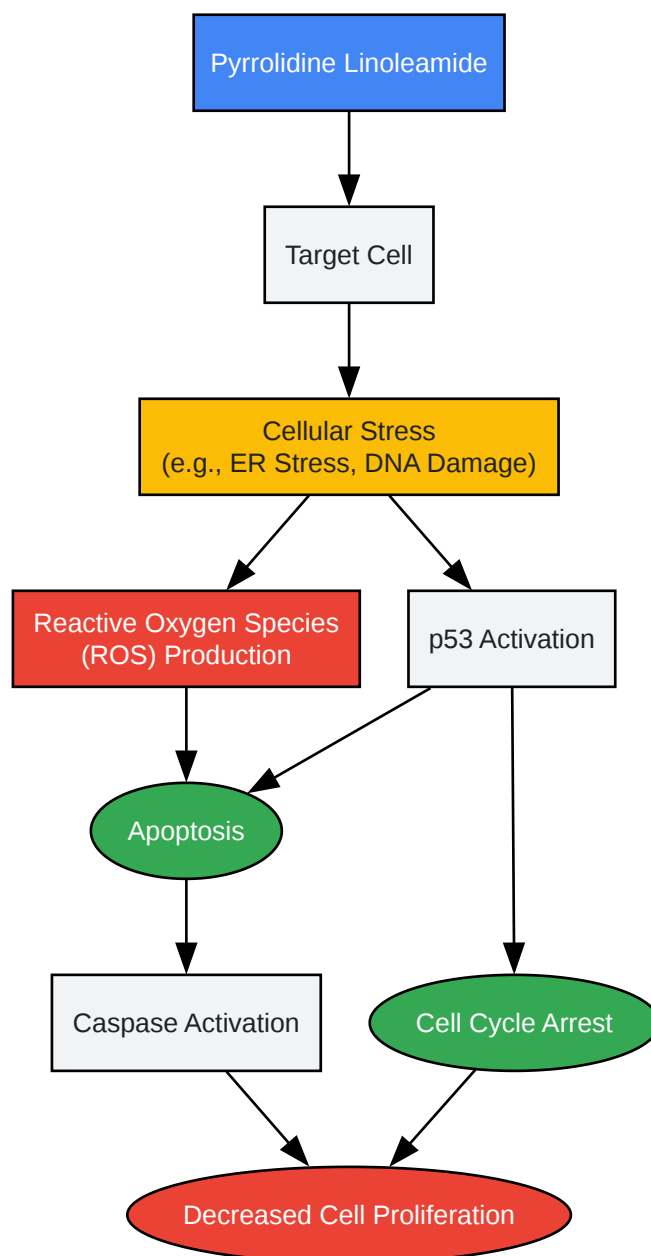 Pyrrolidine Linoleamide
Target Cell
Cellular Stress
(e.g., ER Stress, DNA Damage)
Reactive Oxygen Species
(ROS) Production
p53 Activation
Apoptosis
Caspase Activation
Cell Cycle Arrest
Decreased Cell Proliferation